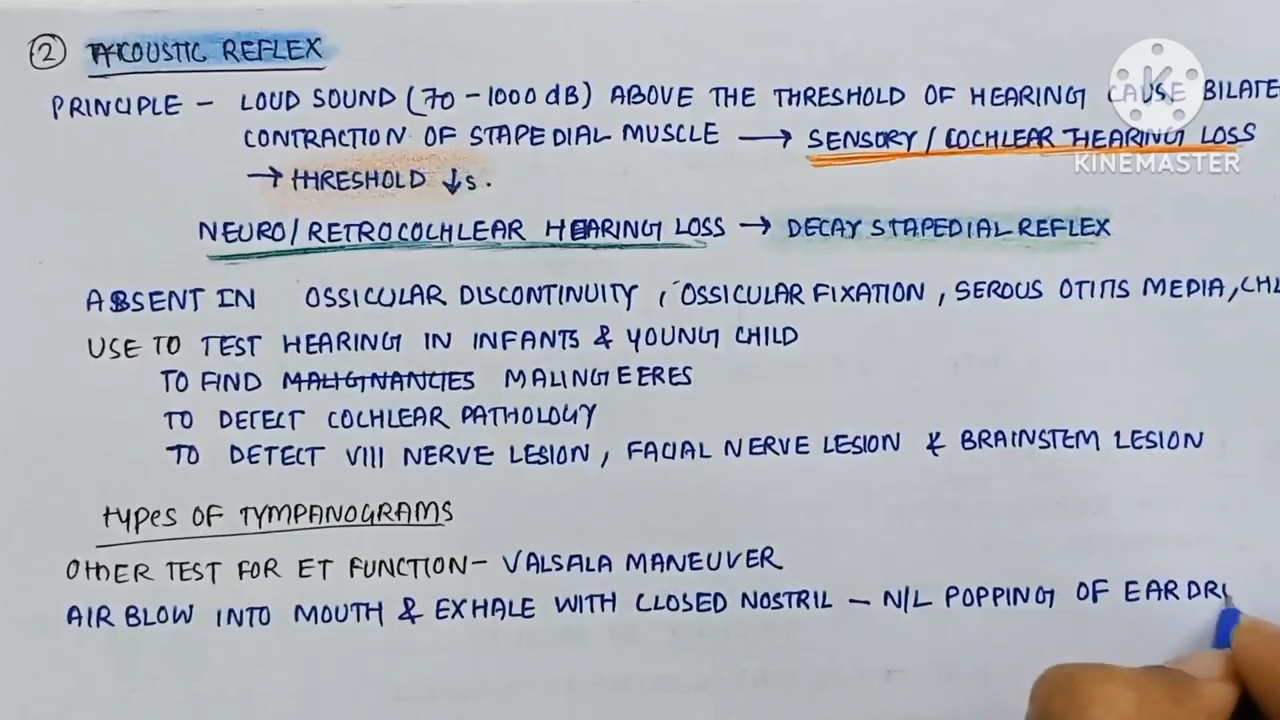 ② ACOUSTIC REFLEX
PRINCIPLE – LOUD SOUND (70 - 1000 dB) ABOVE THE THRESHOLD OF HEARING CAUSE BILATE
CONTRACTION OF STAPEDIAL MUSCLE → SENSORY / COCHLEAR HEARING LOSS
KINEMASTER
→ THRESHOLD ↓s.
NEURO/RETROCOCHLEAR HEARING LOSS → DECAY STAPEDIAL REFLEX
ABSENT IN OSSICULAR DISCONTINUITY, OSSICULAR FIXATION, SEROUS OTITIS MEDIA, CHL
USE TO TEST HEARING IN INFANTS & YOUNG CHILD
TO FIND MALIGNANCIES MALINGEERES
TO DETECT COCHLEAR PATHOLOGY
TO DETECT VIII NERVE LESION, FACIAL NERVE LESION & BRAINSTEM LESION
types OF TYMPANOGRAMS
OTHER TEST FOR ET FUNCTION – VALSALA MANEUVER
AIR BLOW INTO MOUTH & EXHALE WITH CLOSED NOSTRIL – N/L POPPING OF EAR DRU